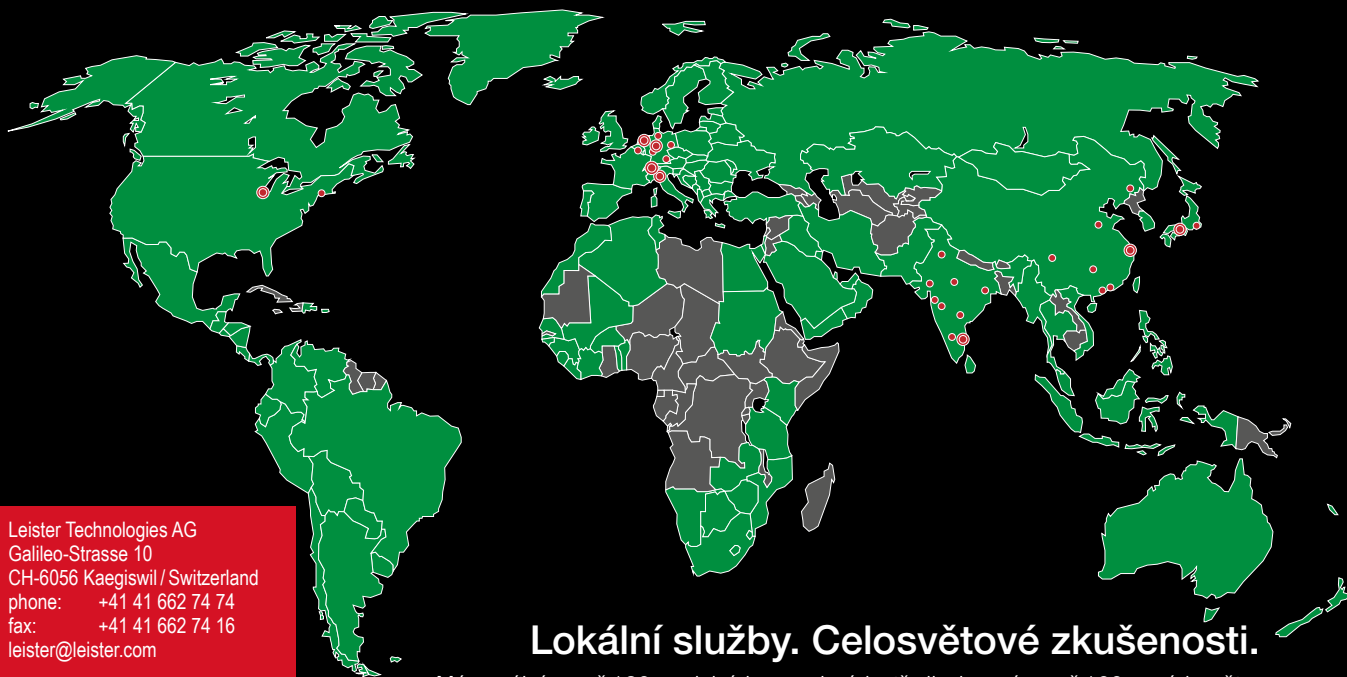 Leister Technologies AG
Galileo-Strasse 10
CH-6056 Kaegiswil / Switzerland
phone: +41 41 662 74 74
fax: +41 41 662 74 16
leister@leister.com
Lokální služby. Celosvětové zkušenosti.